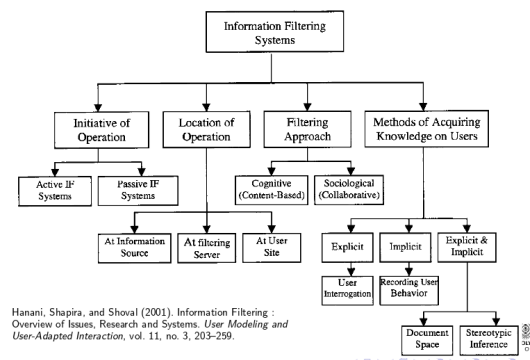 Information Filtering
Systems
Initiative of
Operation
Location of
Operation
Filtering
Approach
Methods of Acquiring
Knowledge on Users
Active IF
Systems
Passive IF
Systems
Cognitive
(Content-Based)
Sociological
(Collaborative)
At Information
Source
At filtering
Server
At User
Site
Explicit
Implicit
Explicit &
Implicit
User
Interrogation
Recording User
Behavior
Document
Space
Stereotypic
Inference
Hanani, Shapira, and Shoval (2001). Information Filtering :
Overview of Issues, Research and Systems. User Modeling and
User-Adapted Interaction, vol. 11, no. 3, 203–259.